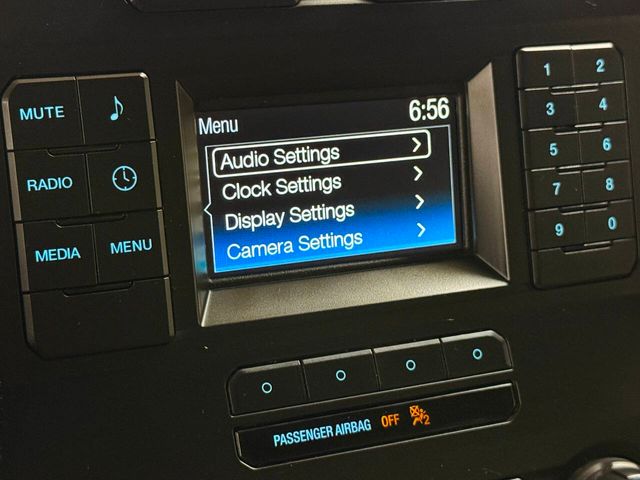 MUTE
RADIO
MEDIA MENU
Menu 6:56
Audio Settings >
Clock Settings >
Display Settings >
Camera Settings >
1 2
3 4
5 6
7 8
9 0
PASSENGER AIRBAG OFF 2